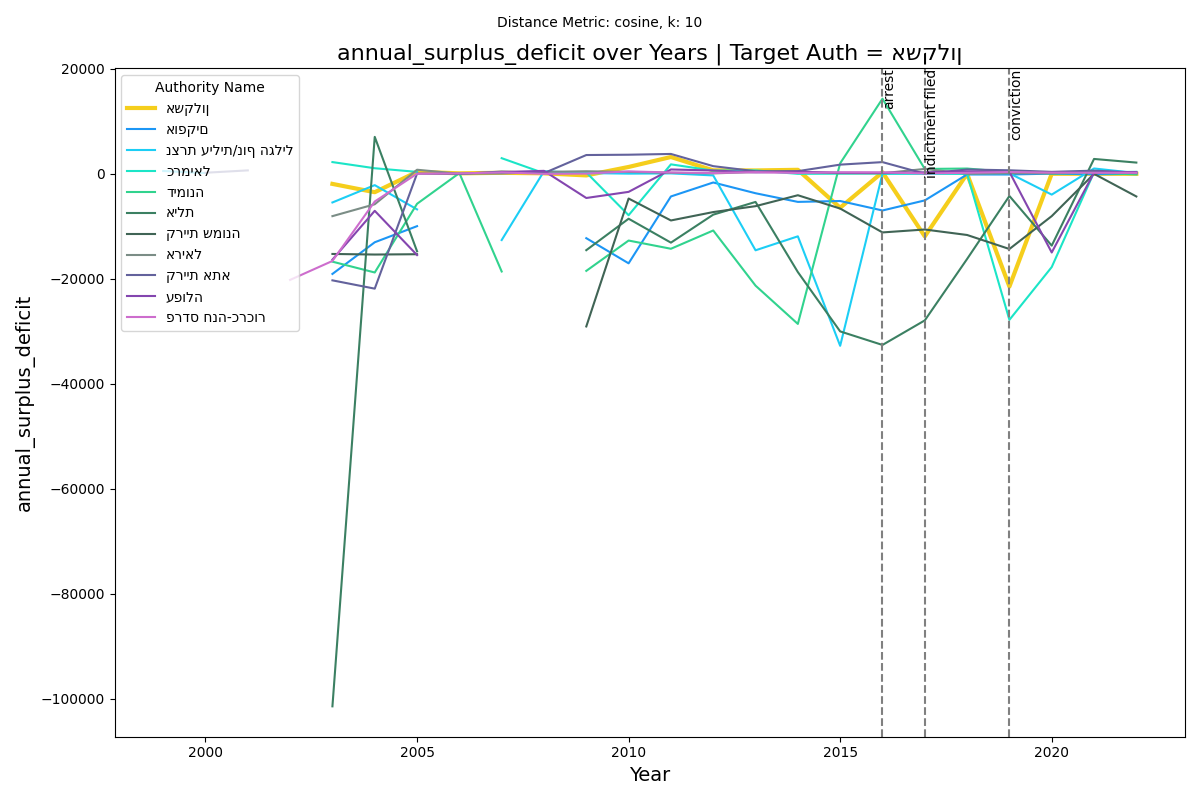 Distance Metric: cosine, k: 10
annual_surplus_deficit over Years | Target Auth = אשקלון
20000
0
−20000
−40000
−60000
−80000
−100000
annual_surplus_deficit
Authority Name
אשקלון
אופקים
נצרת עילית/נוף הגליל
כרמיאל
דימונה
אילת
קריית שמונה
אריאל
קריית אתא
עפולה
פרדס חנה-כרכור
arrest
indictment filed
conviction
2000
2005
2010
2015
2020
Year